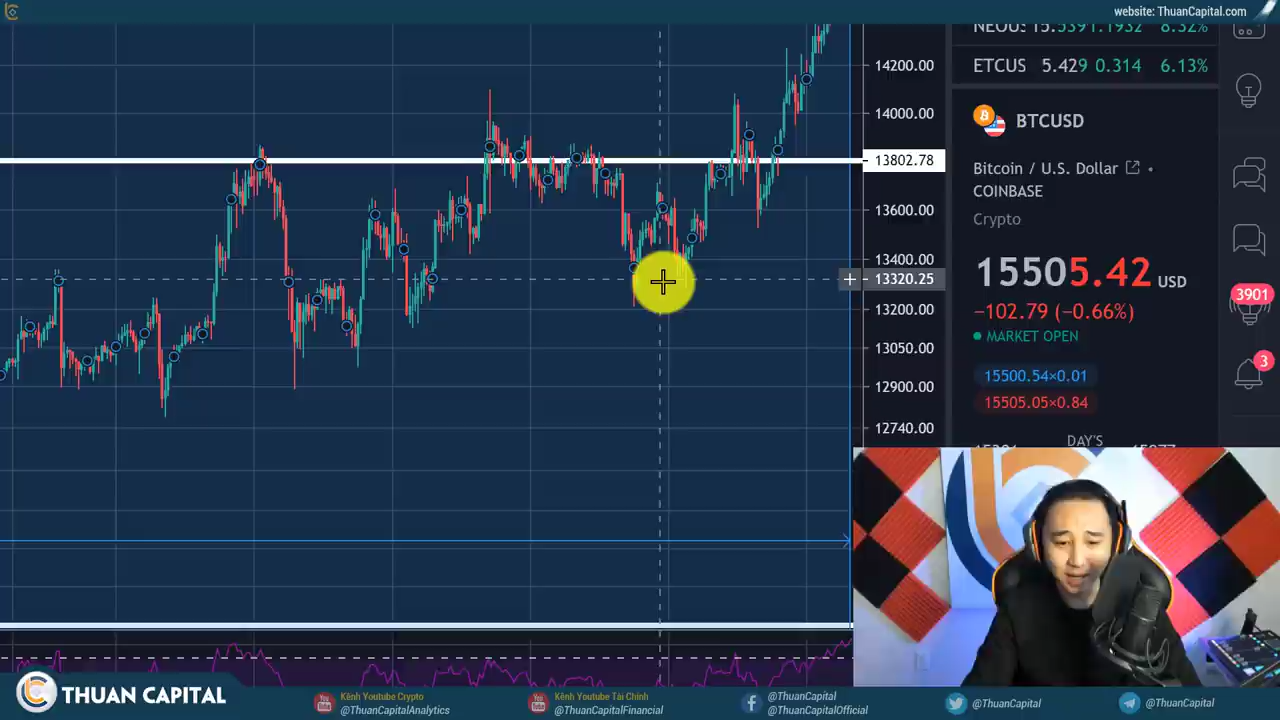 website: ThuanCapital.com
8.32%
ETCUS 5.429 0.314 6.13%
14200.00
14000.00
13802.78
13600.00
13400.00
13320.25
13200.00
13050.00
12900.00
12740.00
BTCUSD
Bitcoin / U.S. Dollar
COINBASE
Crypto
15505.42 USD
−102.79 (−0.66%)
MARKET OPEN
15500.54×0.01
15505.05×0.84
DAY'S
3901
3
THUAN CAPITAL
Kênh Youtube Crypto
@ThuanCapitalAnalytics
Kênh Youtube Tài Chính
@ThuanCapitalFinancial
@ThuanCapital
@ThuanCapitalOfficial
@ThuanCapital
@ThuanCapital